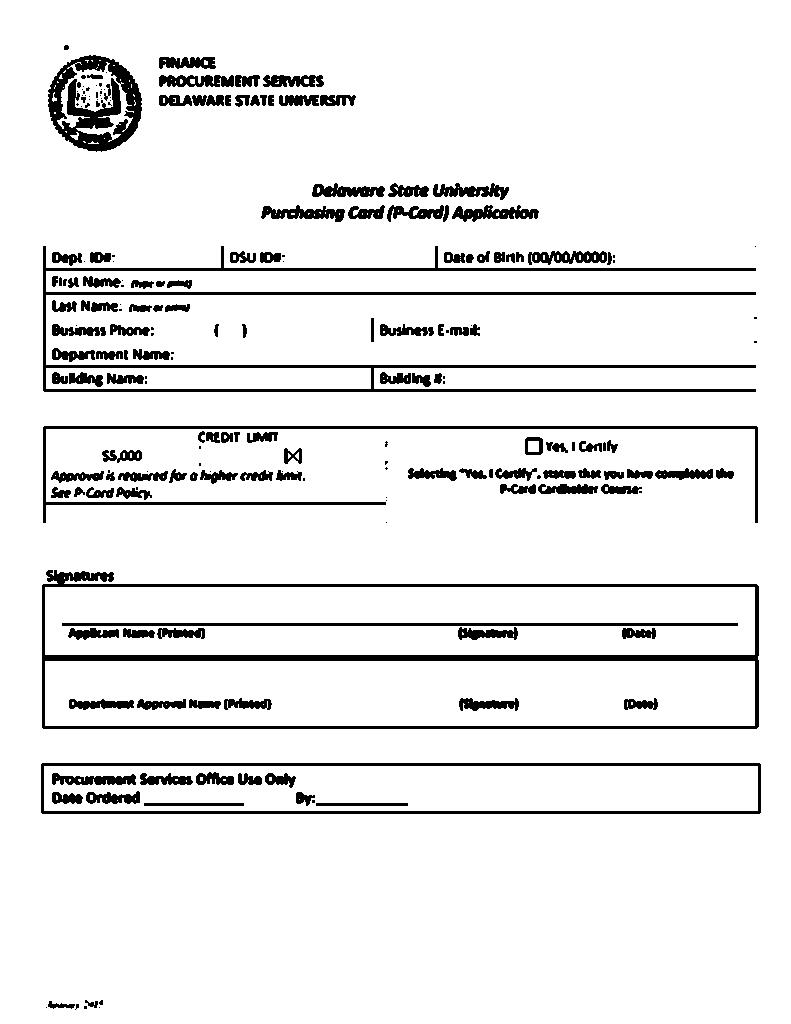 FINANCE
PROCUREMENT SERVICES
DELAWARE STATE UNIVERSITY
Delaware State University
Purchasing Card (P-Card) Application
Dept. ID#: DSU ID#: Date of Birth (00/00/0000):
First Name: (type or print)
Last Name: (type or print)
Business Phone: ( ) Business E-mail:
Department Name:
Building Name: Building #:
CREDIT LIMIT
$5,000
Approval is required for a higher credit limit.
See P-Card Policy.
Yes, I Certify
Selecting "Yes, I Certify", states that you have completed the
P-Card Cardholder Course:
Signatures
Applicant Name (Printed) (Signature) (Date)
Department Approval Name (Printed) (Signature) (Date)
Procurement Services Office Use Only
Date Ordered ____________ By:____________